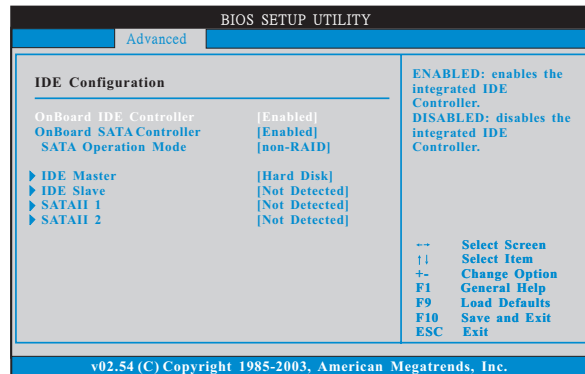 BIOS SETUP UTILITY
Advanced
IDE Configuration
OnBoard IDE Controller [Enabled]
OnBoard SATA Controller [Enabled]
SATA Operation Mode [non-RAID]
IDE Master [Hard Disk]
IDE Slave [Not Detected]
SATAII 1 [Not Detected]
SATAII 2 [Not Detected]
ENABLED: enables the
integrated IDE
Controller.
DISABLED: disables the
integrated IDE
Controller.
←→ Select Screen
↑↓ Select Item
+- Change Option
F1 General Help
F9 Load Defaults
F10 Save and Exit
ESC Exit
v02.54 (C) Copyright 1985-2003, American Megatrends, Inc.